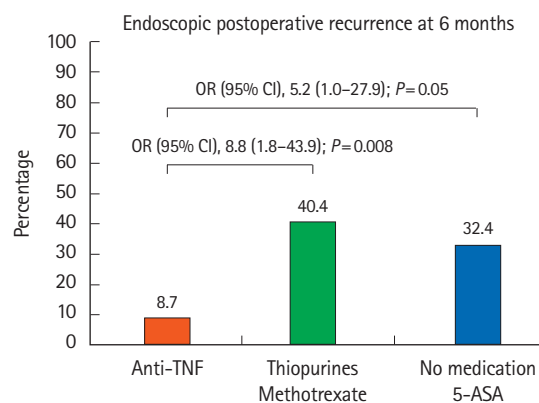 Endoscopic postoperative recurrence at 6 months
100
90
80
70
60
50
40
30
20
10
0
Percentage
OR (95% CI), 5.2 (1.0–27.9); P=0.05
OR (95% CI), 8.8 (1.8–43.9); P=0.008
8.7
40.4
32.4
Anti-TNF
Thiopurines
Methotrexate
No medication
5-ASA